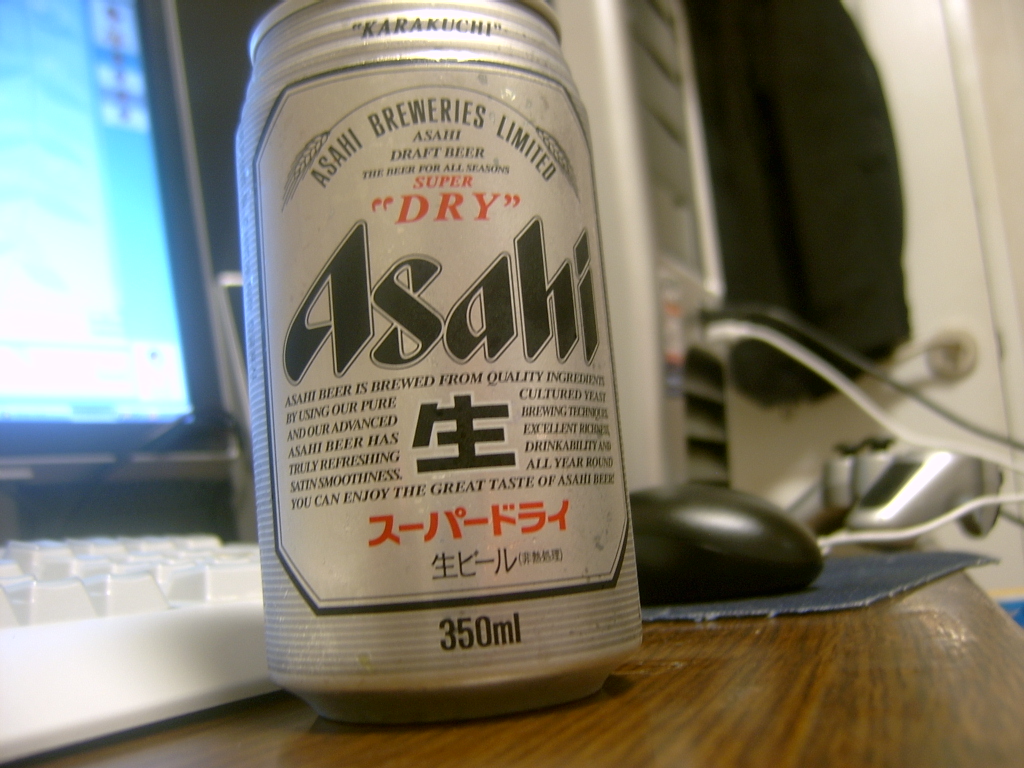 "KARAKUCHI"
ASAHI BREWERIES LIMITED
ASAHI
DRAFT BEER
THE BEER FOR ALL SEASONS
SUPER
"DRY"
Asahi
ASAHI BEER IS BREWED FROM QUALITY INGREDIENTS
BY USING OUR PURE CULTURED YEAST
AND OUR ADVANCED BREWING TECHNIQUES.
ASAHI BEER HAS EXCELLENT RICHNESS,
TRULY REFRESHING DRINKABILITY AND
SATIN SMOOTHNESS. ALL YEAR ROUND
生
YOU CAN ENJOY THE GREAT TASTE OF ASAHI BEER!
スーパードライ
生ビール(非熱処理)
350ml